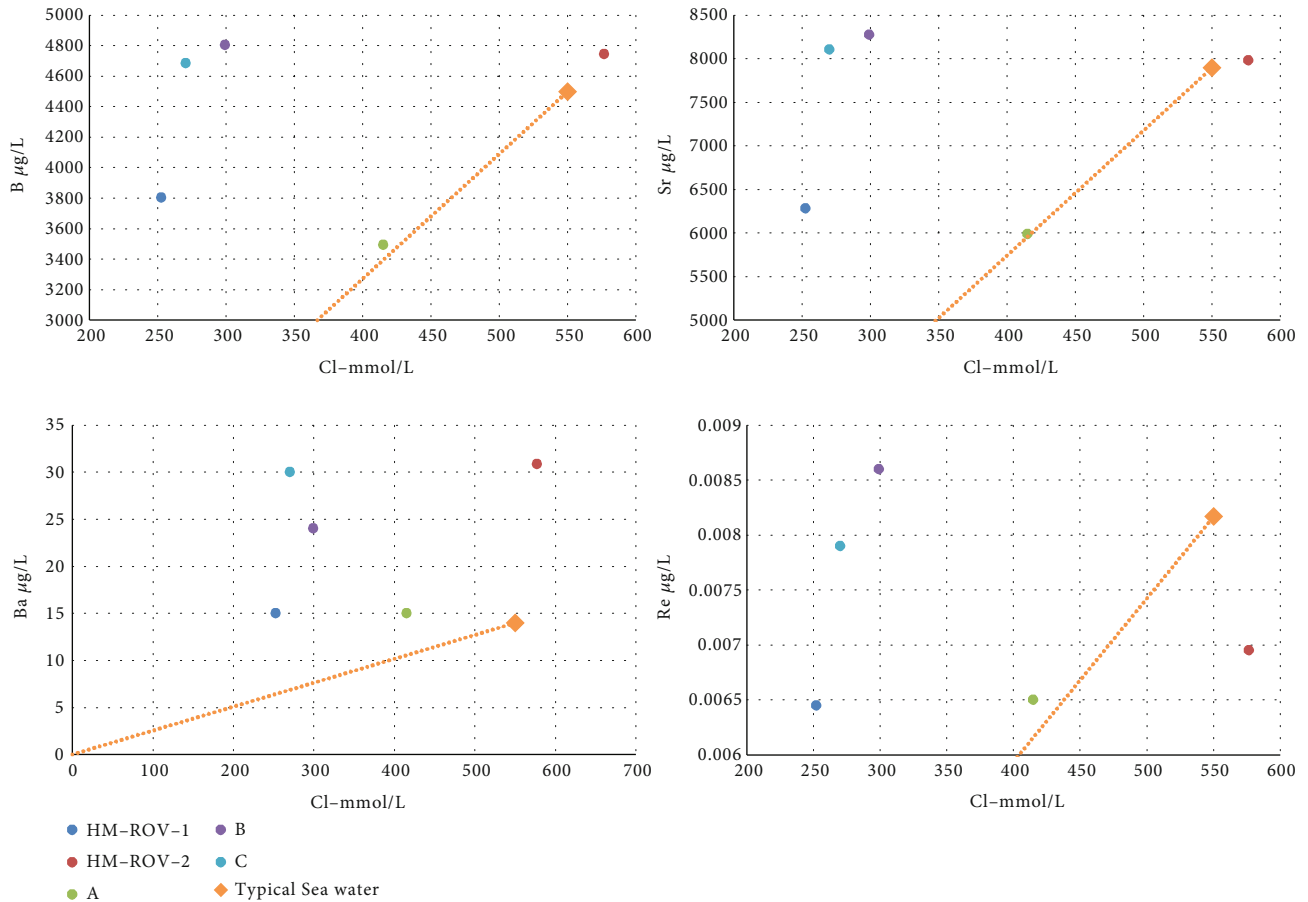 5000
4800
4600
4400
4200
4000
3800
3600
3400
3200
3000
B μg/L
200 250 300 350 400 450 500 550 600
Cl–mmol/L
8500
8000
7500
7000
6500
6000
5500
5000
Sr μg/L
200 250 300 350 400 450 500 550 600
Cl–mmol/L
35
30
25
20
15
10
5
0
Ba μg/L
0 100 200 300 400 500 600 700
Cl–mmol/L
0.009
0.0085
0.008
0.0075
0.007
0.0065
0.006
Re μg/L
200 250 300 350 400 450 500 550 600
Cl–mmol/L
HM–ROV–1
HM–ROV–2
A
B
C
Typical Sea water